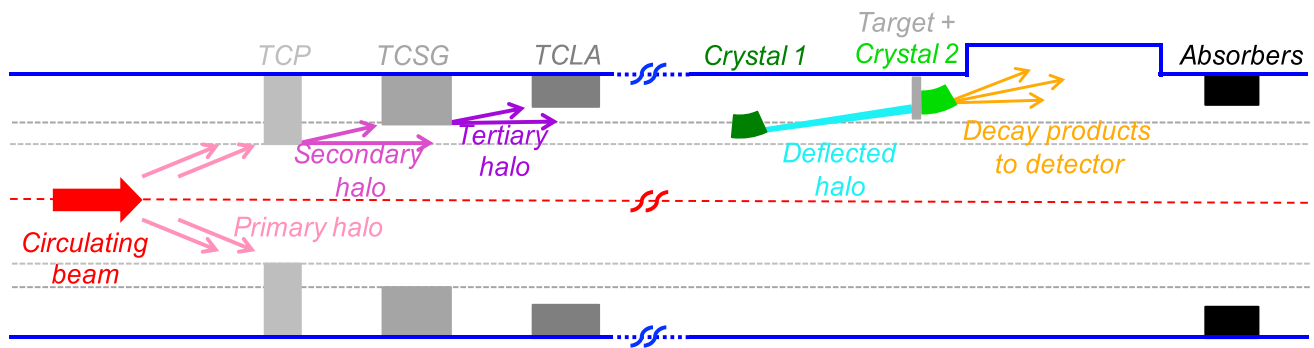 TCP
TCSG
TCLA
Crystal 1
Target +
Crystal 2
Absorbers
Secondary
halo
Tertiary
halo
Deflected
halo
Decay products
to detector
Primary halo
Circulating
beam